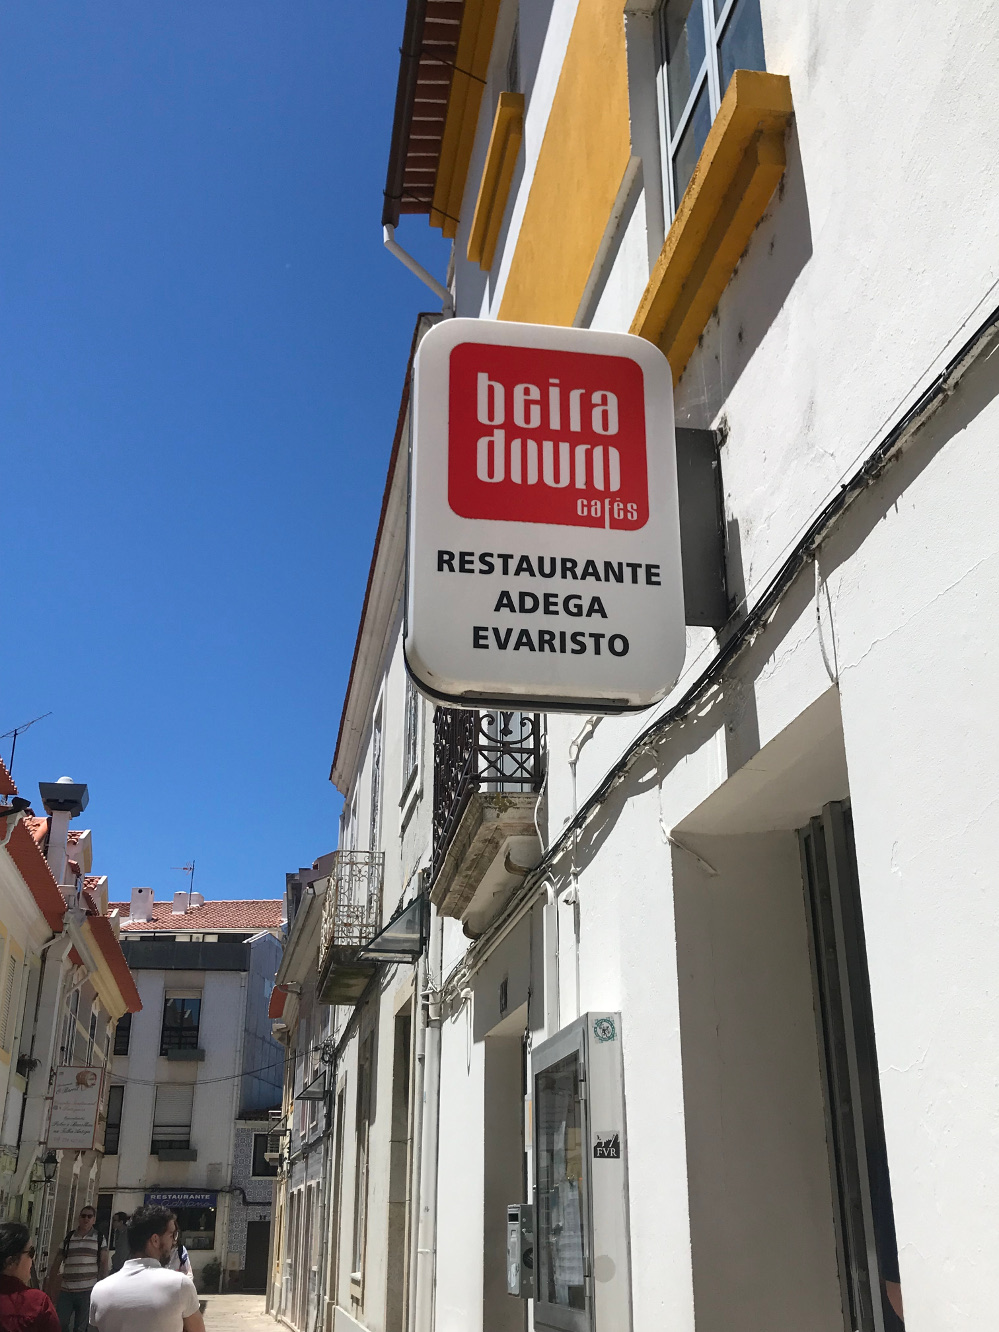 beira
douro
cafés
RESTAURANTE
ADEGA
EVARISTO
FVR
RESTAURANTE